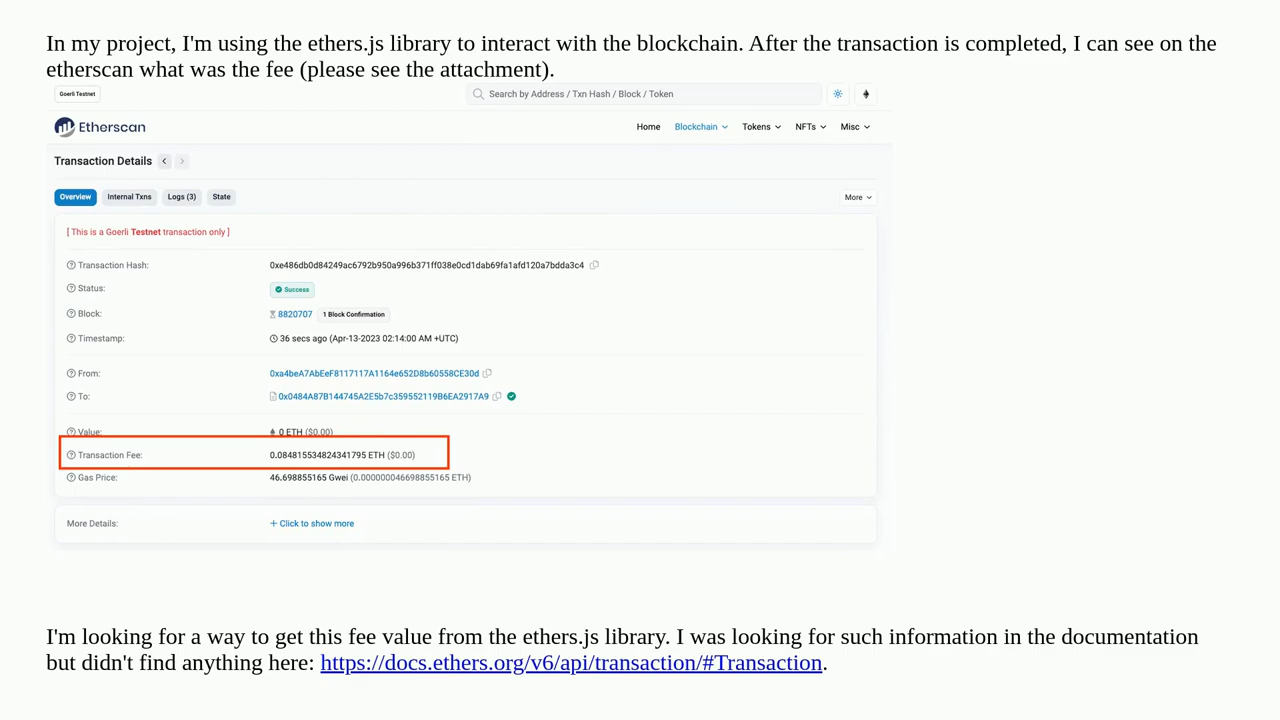 In my project, I'm using the ethers.js library to interact with the blockchain. After the transaction is completed, I can see on the
etherscan what was the fee (please see the attachment).
Goerli Testnet
Search by Address / Txn Hash / Block / Token
Etherscan
Home Blockchain Tokens NFTs Misc
Transaction Details
Overview Internal Txns Logs (3) State More
[ This is a Goerli Testnet transaction only ]
Transaction Hash: 0xe486db0d84249ac6792b950a996b371ff038e0cd1dab69fa1afd120a7bdda3c4
Status: Success
Block: 8820707 1 Block Confirmation
Timestamp: 36 secs ago (Apr-13-2023 02:14:00 AM +UTC)
From: 0xa4beA7AbEeF8117117A1164e652D8b60558CE30d
To: 0x0484A87B144745A2E5b7c359552119B6EA2917A9
Value: 0 ETH ($0.00)
Transaction Fee: 0.084815534824341795 ETH ($0.00)
Gas Price: 46.698855165 Gwei (0.000000046698855165 ETH)
More Details: + Click to show more
I'm looking for a way to get this fee value from the ethers.js library. I was looking for such information in the documentation
but didn't find anything here: https://docs.ethers.org/v6/api/transaction/#Transaction.